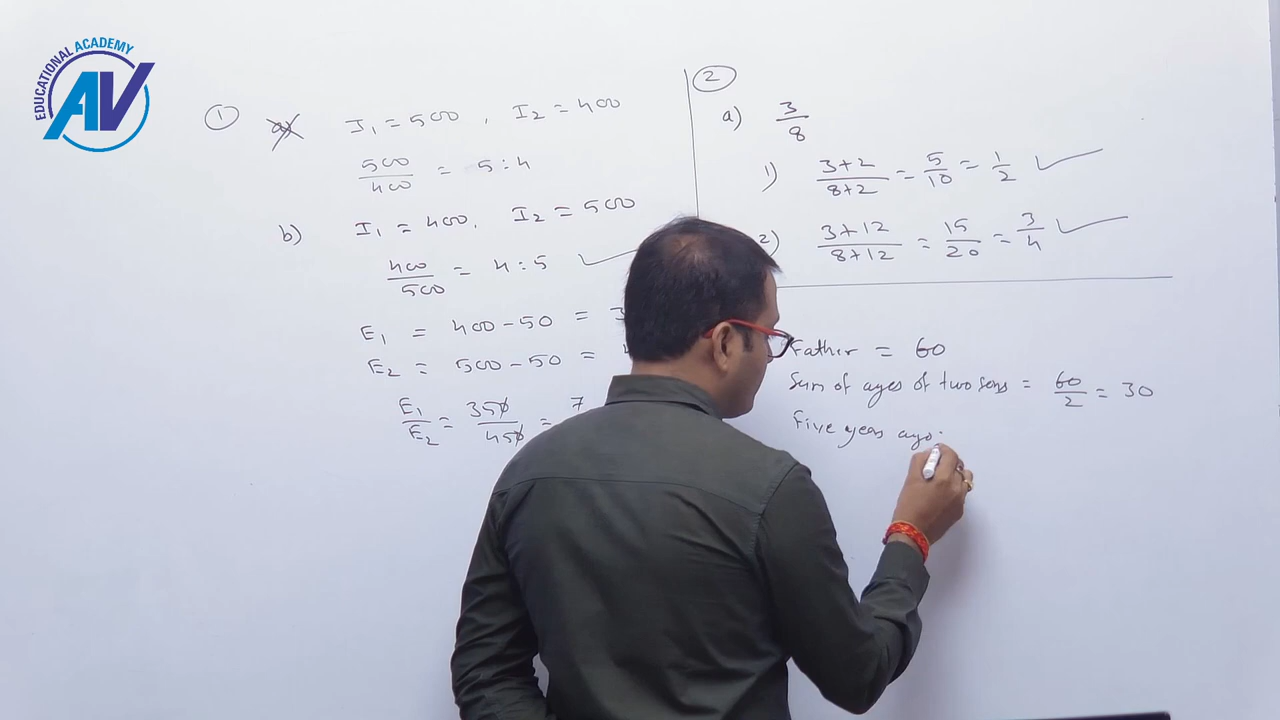 EDUCATIONAL ACADEMY
AV
1 a) I₁ = 500, I₂ = 400
500/400 = 5:4
b) I₁ = 400, I₂ = 500
400/500 = 4:5 ✓
E₁ = 400-50 = 3
E₂ = 500-50 =
E₁/E₂ = 350/450 = 7
2
a) 3/8
1) 3+2/8+2 = 5/10 = 1/2 ✓
2) 3+12/8+12 = 15/20 = 3/4 ✓
Father = 60
Sum of ages of two sons = 60/2 = 30
Five years ago: